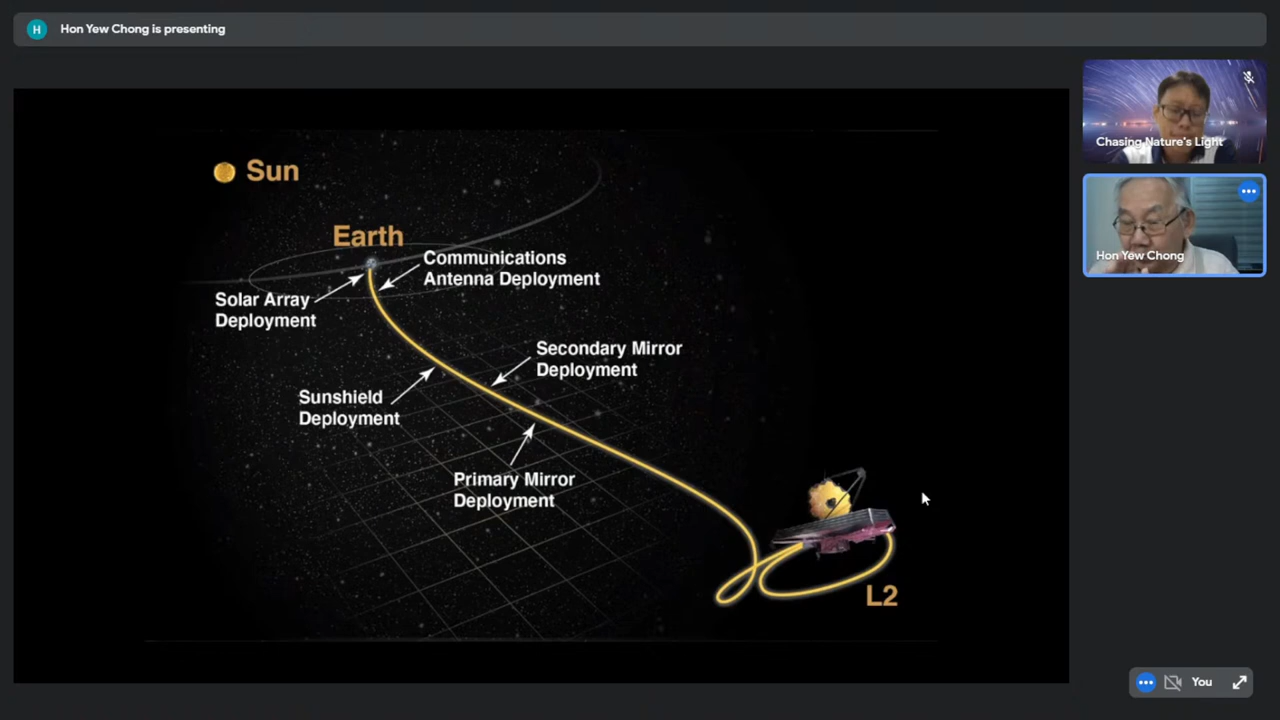 H
Hon Yew Chong is presenting
Sun
Earth
Communications
Antenna Deployment
Solar Array
Deployment
Secondary Mirror
Deployment
Sunshield
Deployment
Primary Mirror
Deployment
L2
Chasing Nature's Light
Hon Yew Chong
You